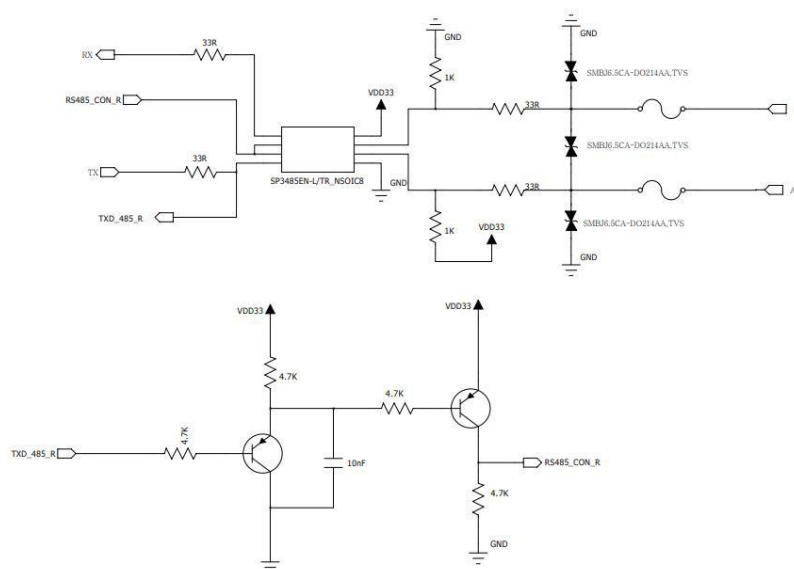 GND
RX
33R
SMBJ6.5CA-DO214AA,TVS
1K
RS485_CON_R
VDD33
33R
33R
SMBJ6.5CA-DO214AA,TVS
TX
SP3485EN-L/TR_NSOIC8
GND
33R
A
TXD_485_R
1K
VDD33
SMBJ6.5CA-DO214AA,TVS
GND
GND
VDD33
VDD33
4.7K
4.7K
4.7K
TXD_485_R
10nF
RS485_CON_R
4.7K
GND